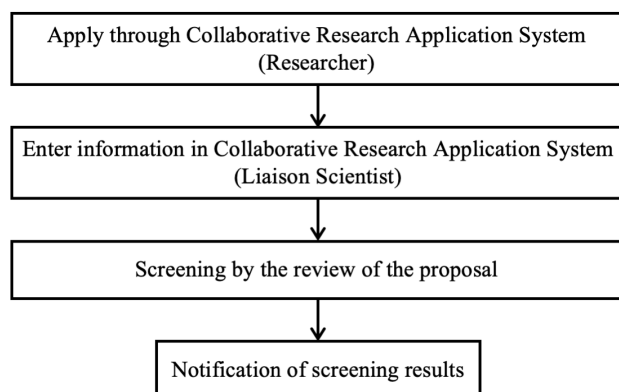 Apply through Collaborative Research Application System
(Researcher)
Enter information in Collaborative Research Application System
(Liaison Scientist)
Screening by the review of the proposal
Notification of screening results